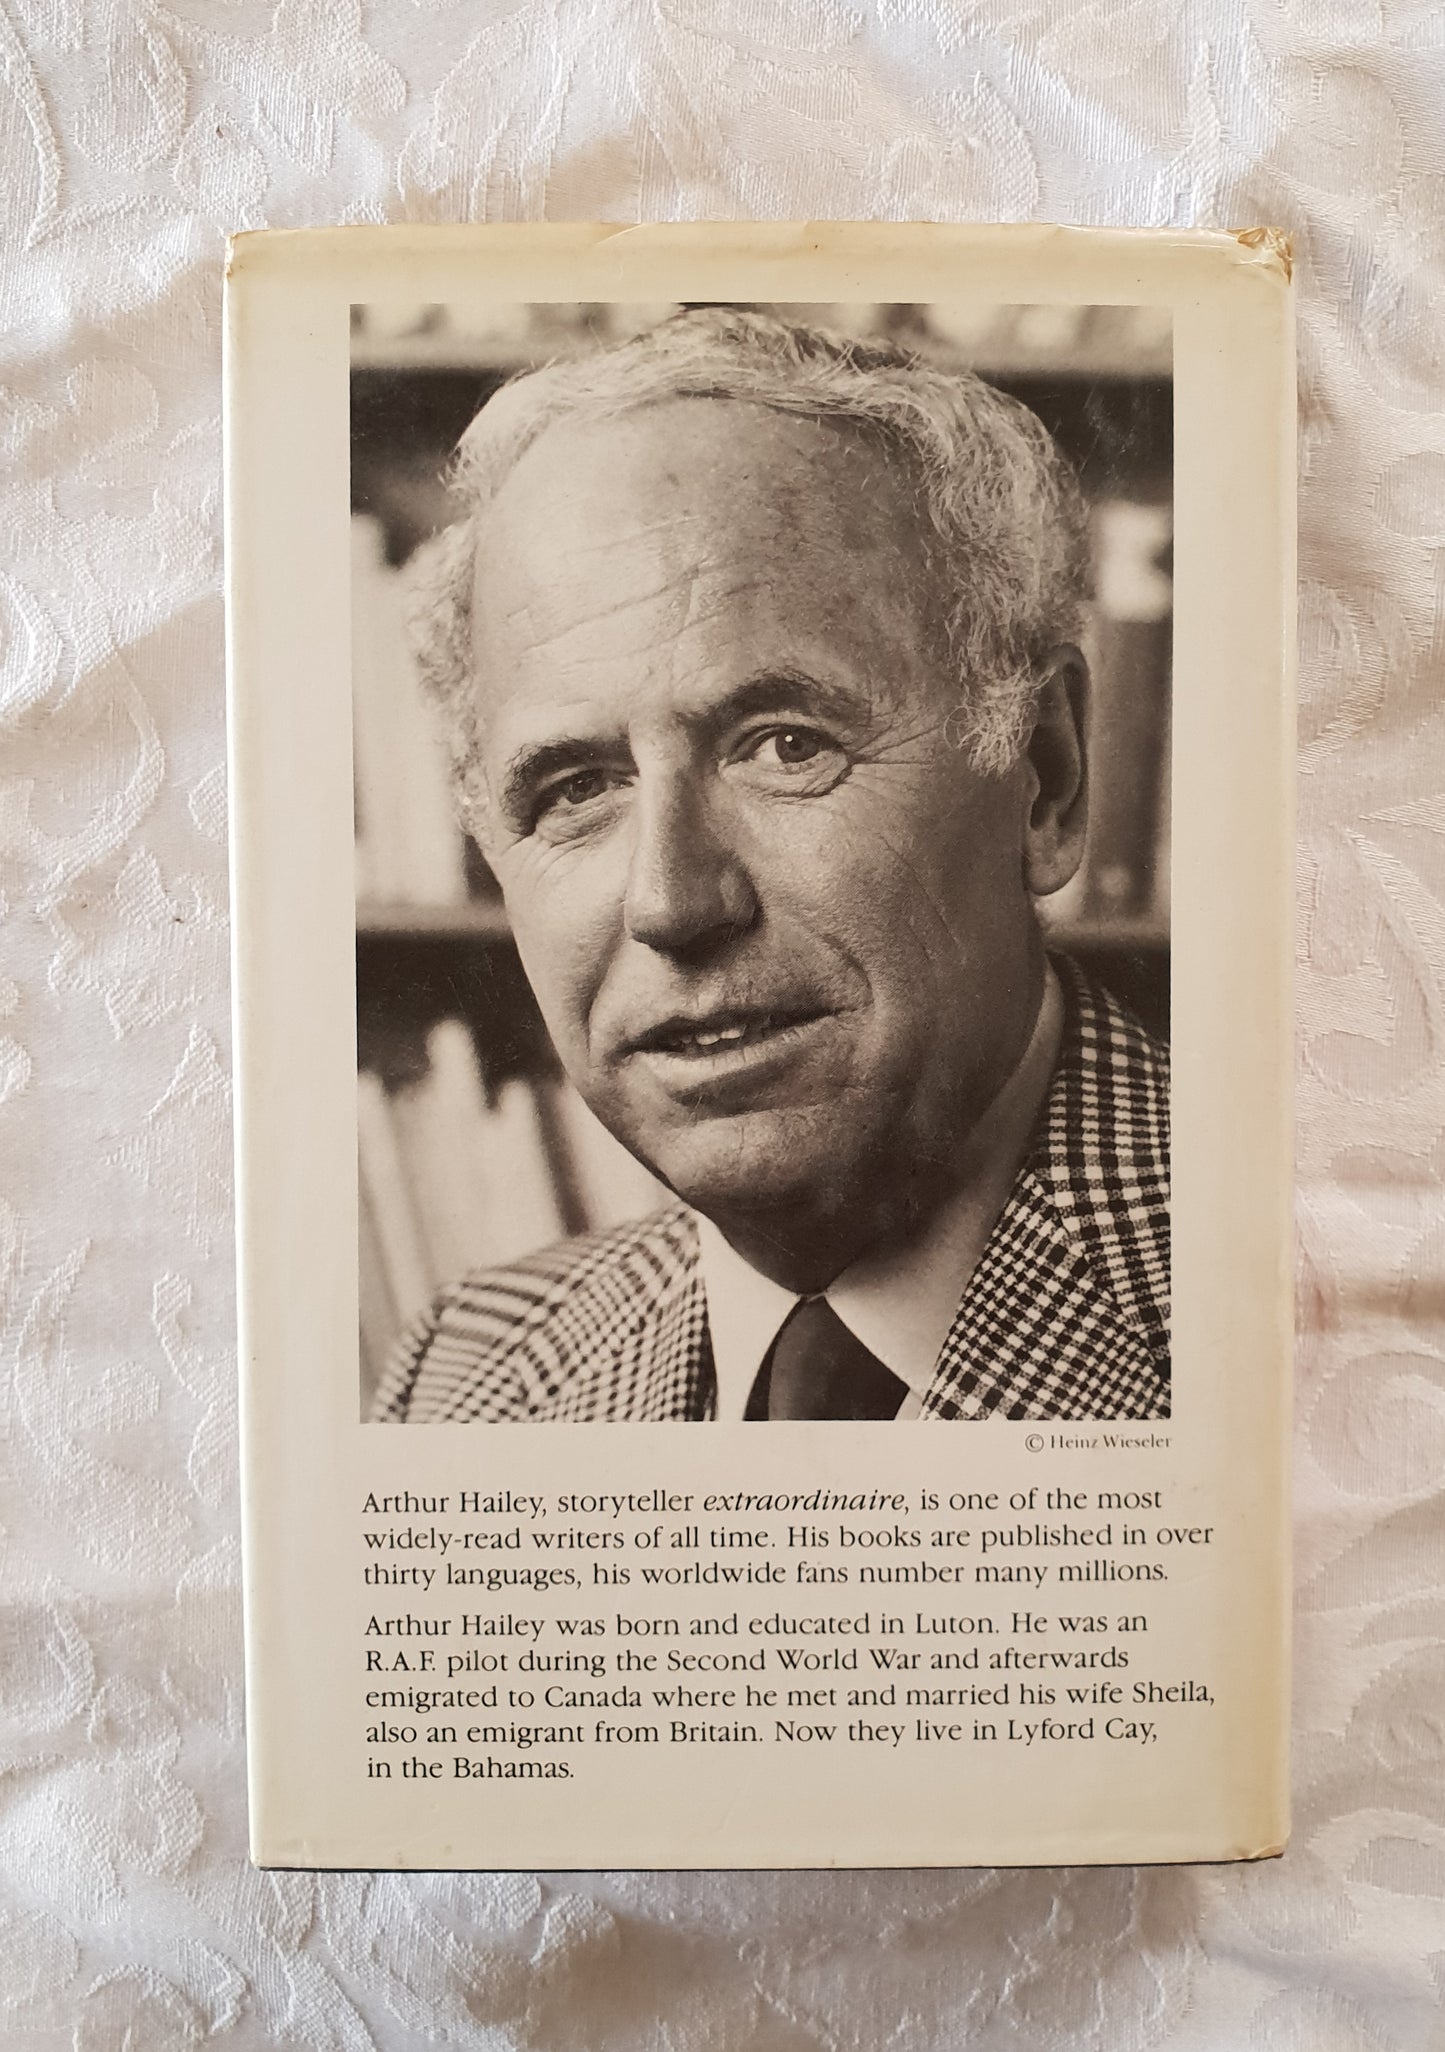 © Heinz Wieseler
Arthur Hailey, storyteller extraordinaire, is one of the most
widely-read writers of all time. His books are published in over
thirty languages, his worldwide fans number many millions.
Arthur Hailey was born and educated in Luton. He was an
R.A.F. pilot during the Second World War and afterwards
emigrated to Canada where he met and married his wife Sheila,
also an emigrant from Britain. Now they live in Lyford Cay,
in the Bahamas.